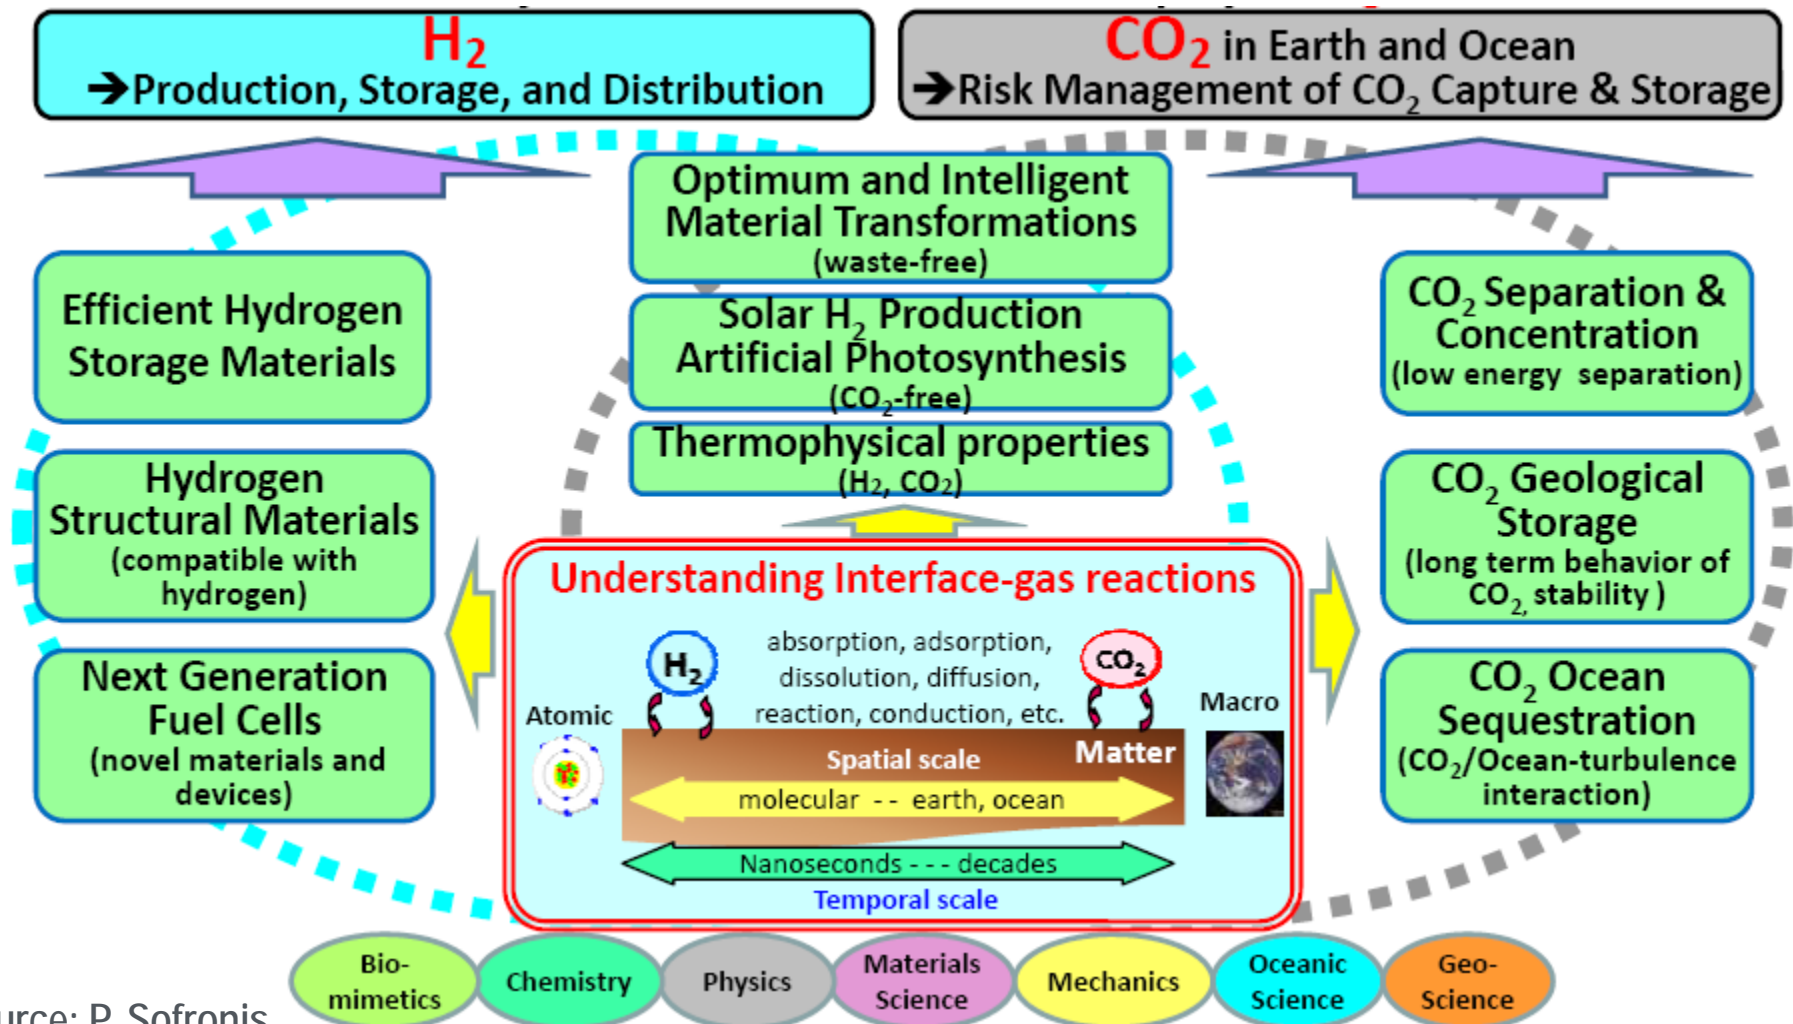 H₂
➔Production, Storage, and Distribution
CO₂ in Earth and Ocean
➔Risk Management of CO₂ Capture & Storage
Optimum and Intelligent
Material Transformations
(waste-free)
Solar H₂ Production
Artificial Photosynthesis
(CO₂-free)
Thermophysical properties
(H₂, CO₂)
Efficient Hydrogen
Storage Materials
Hydrogen
Structural Materials
(compatible with
hydrogen)
Next Generation
Fuel Cells
(novel materials and
devices)
CO₂ Separation &
Concentration
(low energy separation)
CO₂ Geological
Storage
(long term behavior of
CO₂, stability )
CO₂ Ocean
Sequestration
(CO₂/Ocean-turbulence
interaction)
Understanding Interface-gas reactions
H₂
absorption, adsorption,
dissolution, diffusion,
reaction, conduction, etc.
CO₂
Atomic
Macro
Matter
Spatial scale
molecular - - earth, ocean
Nanoseconds - - - decades
Temporal scale
Bio-
mimetics
Chemistry
Physics
Materials
Science
Mechanics
Oceanic
Science
Geo-
Science
urce: P. Sofronis